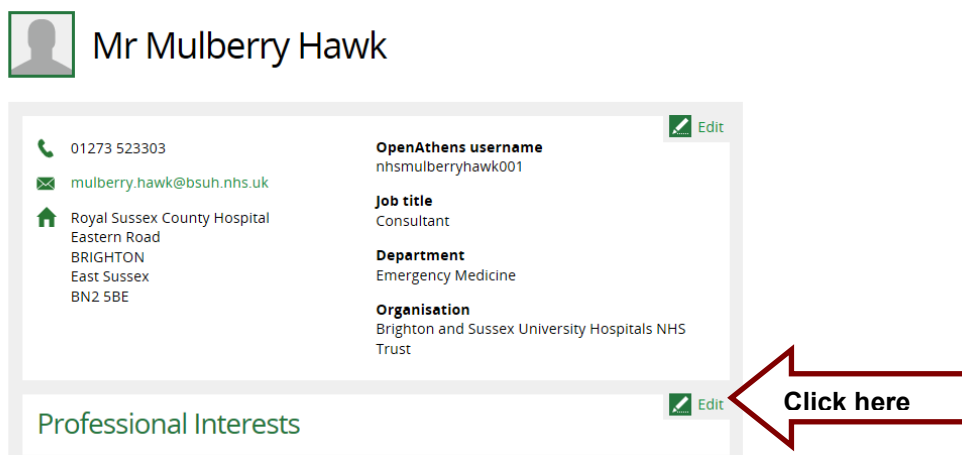 Mr Mulberry Hawk
Edit
01273 523303
mulberry.hawk@bsuh.nhs.uk
Royal Sussex County Hospital
Eastern Road
BRIGHTON
East Sussex
BN2 5BE
OpenAthens username
nhsmulberryhawk001
Job title
Consultant
Department
Emergency Medicine
Organisation
Brighton and Sussex University Hospitals NHS
Trust
Professional Interests
Edit
Click here